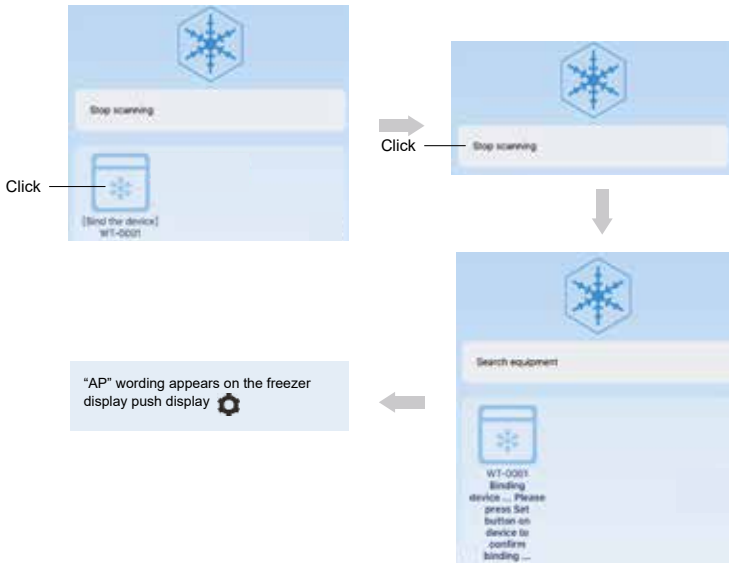 Stop scanning
Click
[Bind the device]
WT-0001
Click
Stop scanning
Search equipment
WT-0001
Binding
device ... Please
press Set
button on
device to
confirm
binding ...
"AP" wording appears on the freezer
display push display